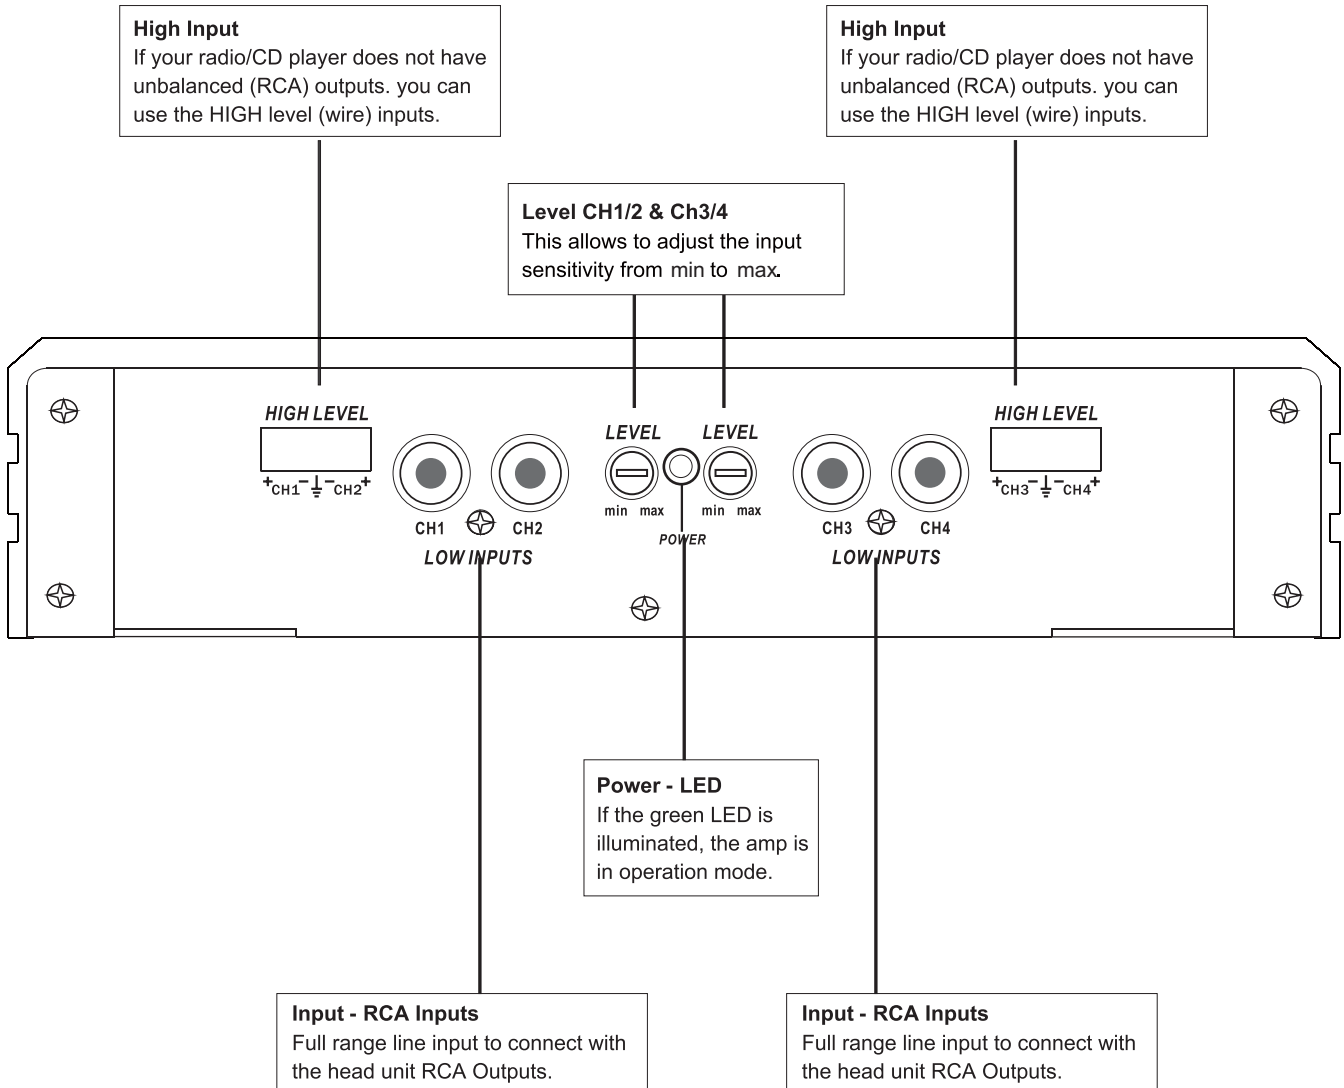 High Input
If your radio/CD player does not have
unbalanced (RCA) outputs. you can
use the HIGH level (wire) inputs.
High Input
If your radio/CD player does not have
unbalanced (RCA) outputs. you can
use the HIGH level (wire) inputs.
Level CH1/2 & Ch3/4
This allows to adjust the input
sensitivity from min to max.
HIGH LEVEL
+CH1- -CH2+
CH1
CH2
LOW INPUTS
LEVEL
min max
LEVEL
min max
POWER
CH3
CH4
LOW INPUTS
HIGH LEVEL
+CH3- -CH4+
Power - LED
If the green LED is
illuminated, the amp is
in operation mode.
Input - RCA Inputs
Full range line input to connect with
the head unit RCA Outputs.
Input - RCA Inputs
Full range line input to connect with
the head unit RCA Outputs.